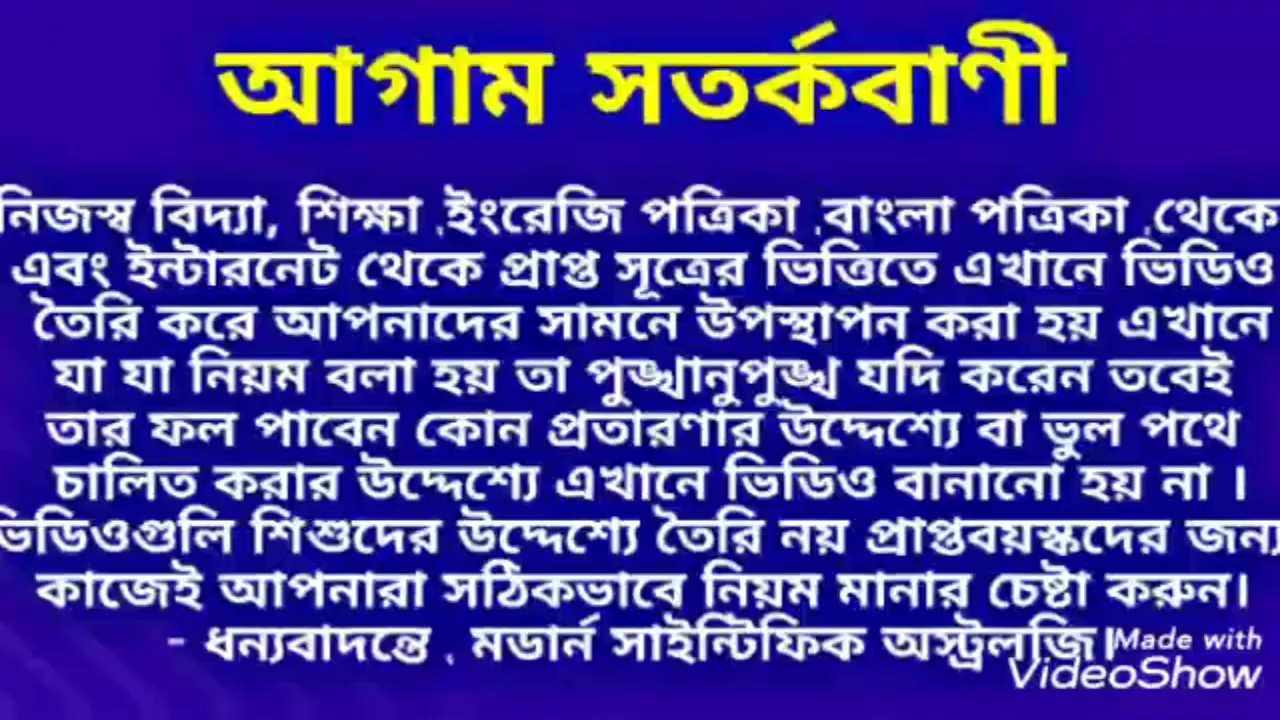 আগাম সতর্কবাণী
নিজস্ব বিদ্যা, শিক্ষা ,ইংরেজি পত্রিকা ,বাংলা পত্রিকা ,থেকে
এবং ইন্টারনেট থেকে প্রাপ্ত সূত্রের ভিত্তিতে এখানে ভিডিও
তৈরি করে আপনাদের সামনে উপস্থাপন করা হয় এখানে
যা যা নিয়ম বলা হয় তা পুঙ্খানুপুঙ্খ যদি করেন তবেই
তার ফল পাবেন কোন প্রতারণার উদ্দেশ্যে বা ভুল পথে
চালিত করার উদ্দেশ্যে এখানে ভিডিও বানানো হয় না ।
ভিডিওগুলি শিশুদের উদ্দেশ্যে তৈরি নয় প্রাপ্তবয়স্কদের জন্য
কাজেই আপনারা সঠিকভাবে নিয়ম মানার চেষ্টা করুন।
- ধন্যবাদন্তে , মডার্ন সাইন্টিফিক অস্ট্রলজি।
Made with
VideoShow